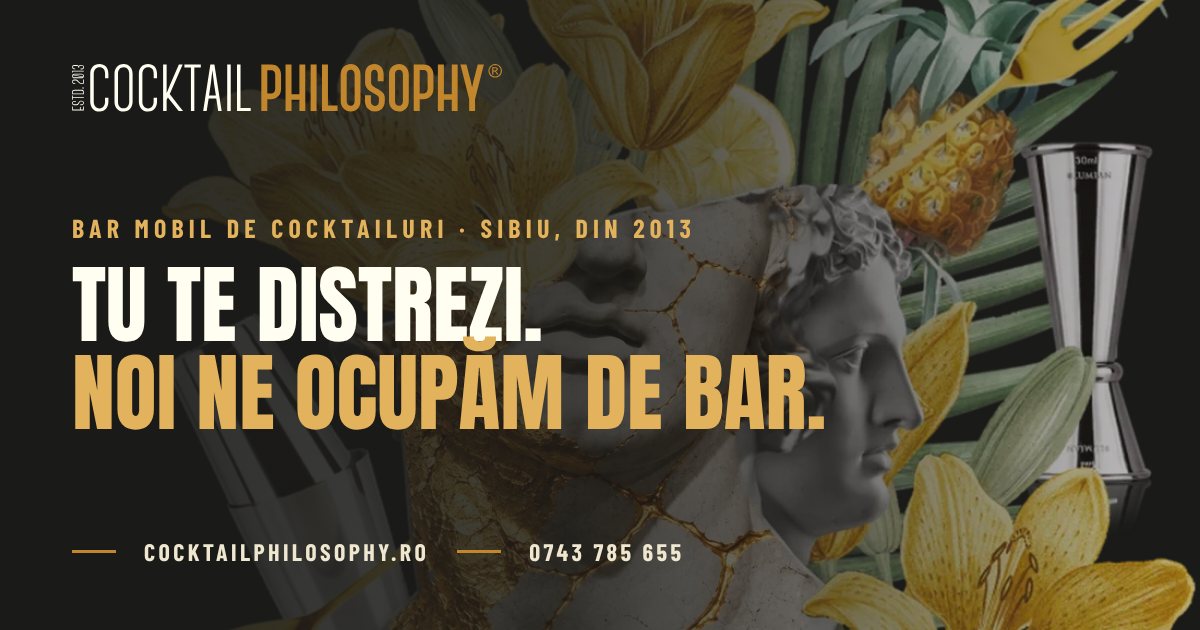 ESTD. 2013 COCKTAIL PHILOSOPHY®
BAR MOBIL DE COCKTAILURI · SIBIU, DIN 2013
TU TE DISTREZI.
NOI NE OCUPĂM DE BAR.
COCKTAILPHILOSOPHY.RO
0743 785 655
30ml